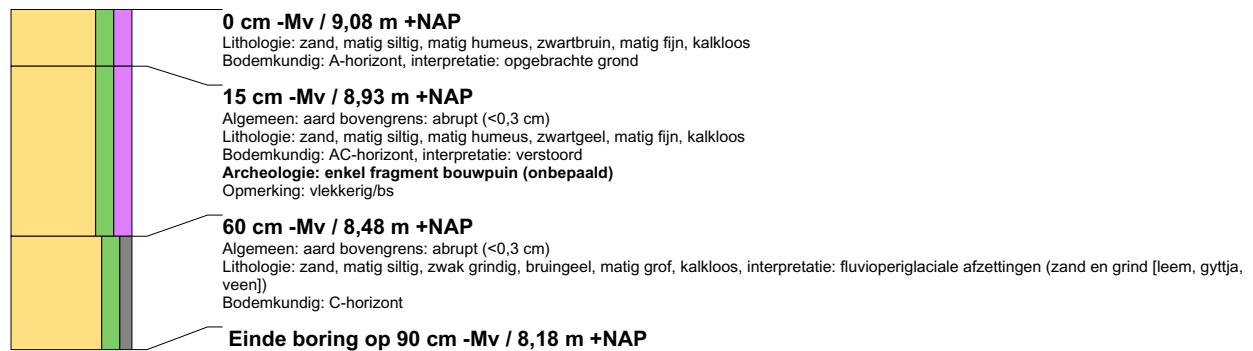 0 cm -Mv / 9,08 m +NAP
Lithologie: zand, matig siltig, matig humeus, zwartbruin, matig fijn, kalkloos
Bodemkundig: A-horizont, interpretatie: opgebrachte grond
15 cm -Mv / 8,93 m +NAP
Algemeen: aard bovengrens: abrupt (<0,3 cm)
Lithologie: zand, matig siltig, matig humeus, zwartgeel, matig fijn, kalkloos
Bodemkundig: AC-horizont, interpretatie: verstoord
Archeologie: enkel fragment bouwpuin (onbepaald)
Opmerking: vlekkerig/bs
60 cm -Mv / 8,48 m +NAP
Algemeen: aard bovengrens: abrupt (<0,3 cm)
Lithologie: zand, matig siltig, zwak grindig, bruingeel, matig grof, kalkloos, interpretatie: fluvioperiglaciale afzettingen (zand en grind [leem, gyttja,
veen])
Bodemkundig: C-horizont
Einde boring op 90 cm -Mv / 8,18 m +NAP